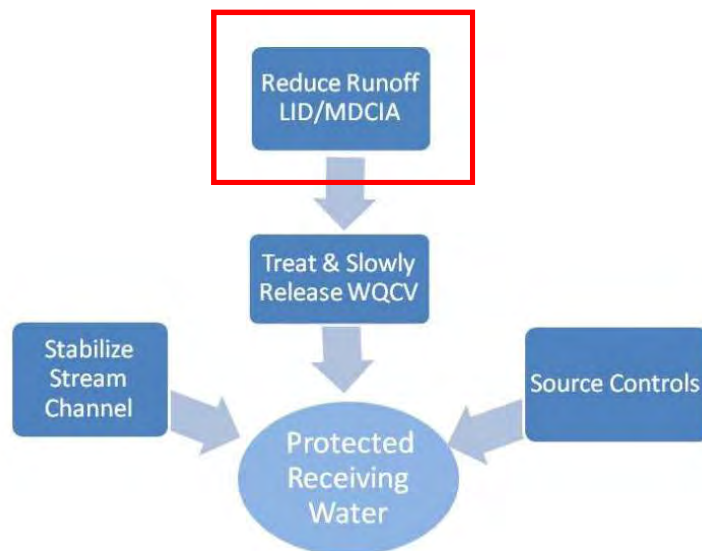 Reduce Runoff
LID/MDCIA
Treat & Slowly
Release WQCV
Stabilize
Stream
Channel
Source Controls
Protected
Receiving
Water